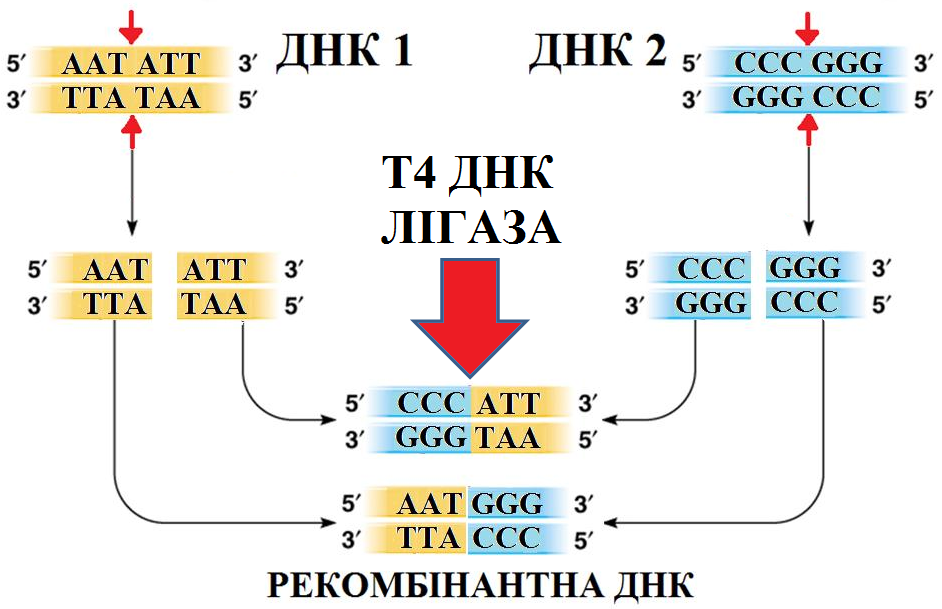 ДНК 1
ДНК 2
5′ AAT ATT 3′
3′ TTA TAA 5′
5′ CCC GGG 3′
3′ GGG CCC 5′
Т4 ДНК
ЛІГАЗА
5′ AAT ATT 3′
3′ TTA TAA 5′
5′ CCC GGG 3′
3′ GGG CCC 5′
5′ CCC ATT 3′
3′ GGG TAA 5′
5′ AAT GGG 3′
3′ TTA CCC 5′
РЕКОМБІНАНТНА ДНК